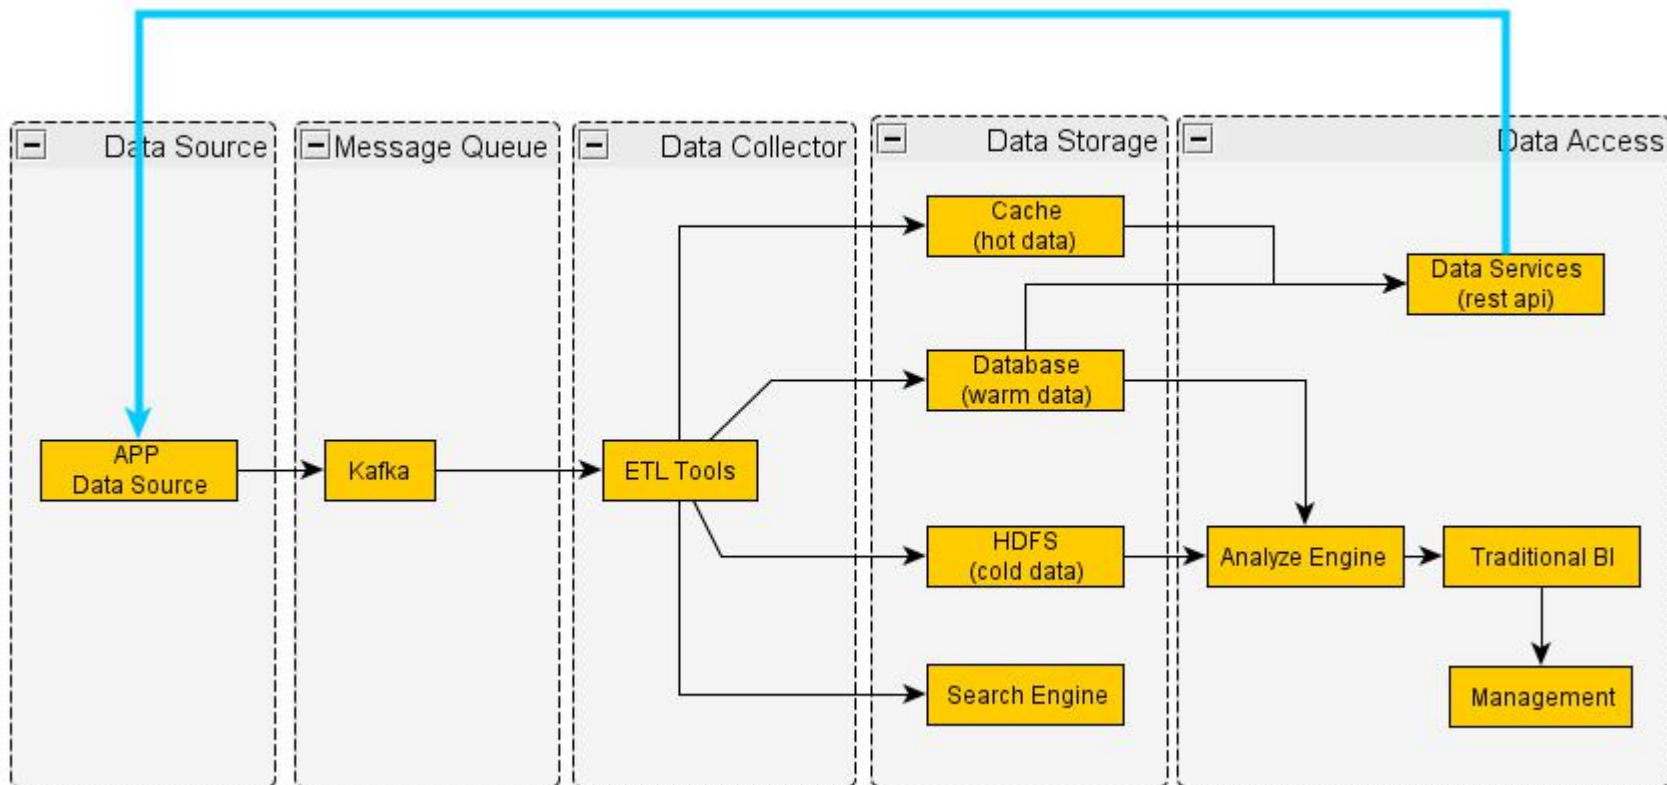 Data Source
Message Queue
Data Collector
Data Storage
Data Access
Cache
(hot data)
Data Services
(rest api)
Database
(warm data)
APP
Data Source
Kafka
ETL Tools
HDFS
(cold data)
Analyze Engine
Traditional BI
Search Engine
Management